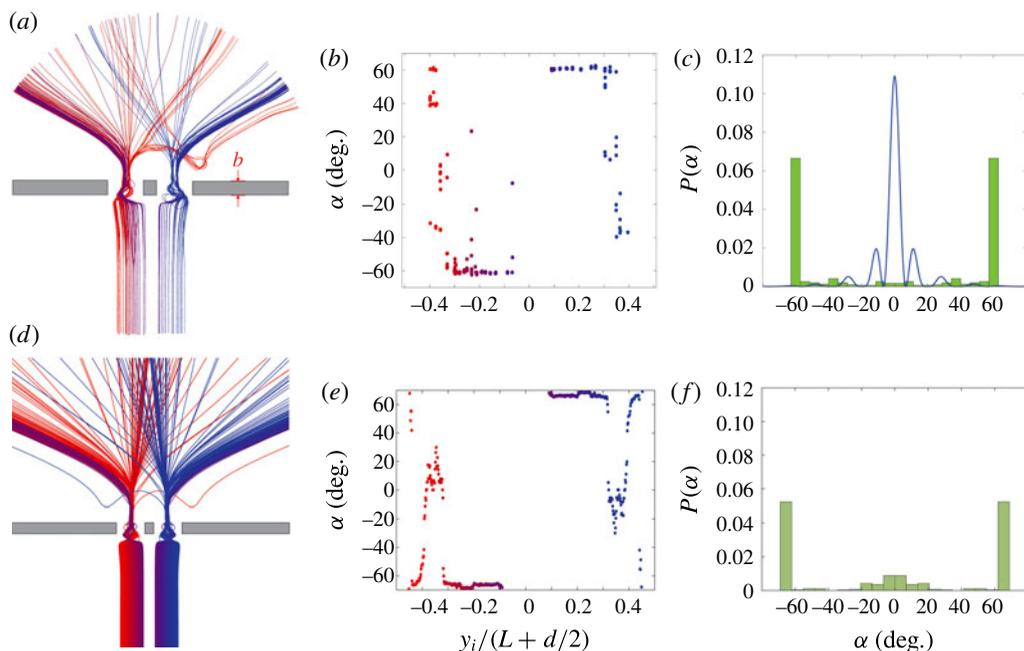 (a)
b
(b)
60
40
20
0
−20
−40
−60
α (deg.)
−0.4 −0.2 0 0.2 0.4
(c)
0.12
0.10
0.08
0.06
0.04
0.02
0
P(α)
−60 −40 −20 0 20 40 60
(d)
(e)
60
40
20
0
−20
−40
−60
α (deg.)
−0.4 −0.2 0 0.2 0.4
y_i/(L + d/2)
(f)
0.12
0.10
0.08
0.06
0.04
0.02
0
P(α)
−60 −40 −20 0 20 40 60
α (deg.)